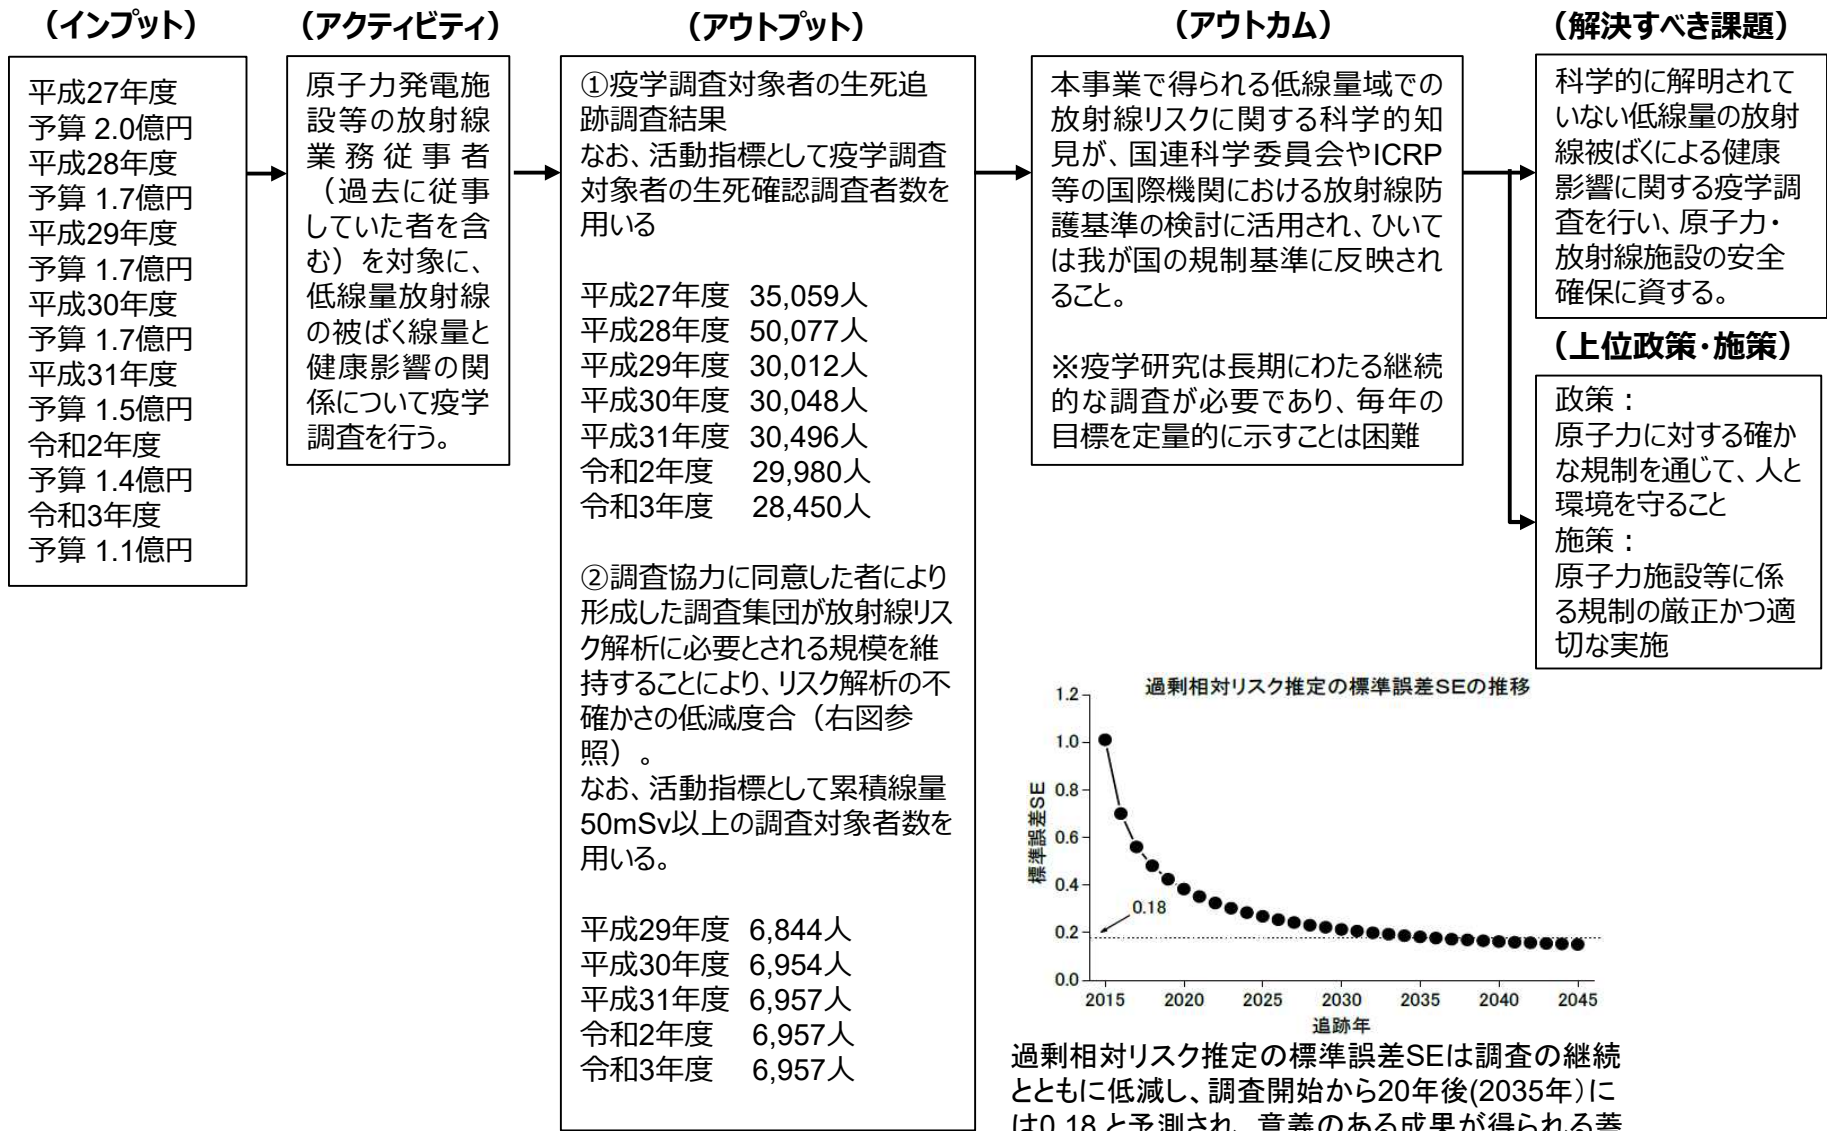 （インプット）
平成27年度
予算 2.0億円
平成28年度
予算 1.7億円
平成29年度
予算 1.7億円
平成30年度
予算 1.7億円
平成31年度
予算 1.5億円
令和2年度
予算 1.4億円
令和3年度
予算 1.1億円
（アクティビティ）
原子力発電施
設等の放射線
業務従事者
（過去に従事
していた者を含
む）を対象に、
低線量放射線
の被ばく線量と
健康影響の関
係について疫学
調査を行う。
（アウトプット）
①疫学調査対象者の生死追
跡調査結果
なお、活動指標として疫学調査
対象者の生死確認調査者数を
用いる
平成27年度 35,059人
平成28年度 50,077人
平成29年度 30,012人
平成30年度 30,048人
平成31年度 30,496人
令和2年度 29,980人
令和3年度 28,450人
②調査協力に同意した者により
形成した調査集団が放射線リス
ク解析に必要とされる規模を維
持することにより、リスク解析の不
確かさの低減度合（右図参
照）。
なお、活動指標として累積線量
50mSv以上の調査対象者数を
用いる。
平成29年度 6,844人
平成30年度 6,954人
平成31年度 6,957人
令和2年度 6,957人
令和3年度 6,957人
（アウトカム）
本事業で得られる低線量域での
放射線リスクに関する科学的知
見が、国連科学委員会やICRP
等の国際機関における放射線防
護基準の検討に活用され、ひいて
は我が国の規制基準に反映され
ること。
※疫学研究は長期にわたる継続
的な調査が必要であり、毎年の
目標を定量的に示すことは困難
（解決すべき課題）
科学的に解明されて
いない低線量の放射
線被ばくによる健康
影響に関する疫学調
査を行い、原子力・
放射線施設の安全
確保に資する。
（上位政策・施策）
政策：
原子力に対する確か
な規制を通じて、人と
環境を守ること
施策：
原子力施設等に係
る規制の厳正かつ適
切な実施
過剰相対リスク推定の標準誤差SEの推移
標準誤差SE
1.2
1.0
0.8
0.6
0.4
0.2
0.0
0.18
2015 2020 2025 2030 2035 2040 2045
追跡年
過剰相対リスク推定の標準誤差SEは調査の継続
とともに低減し、調査開始から20年後(2035年)に
は0.18 と予測され、意義のある成果が得られる蓋